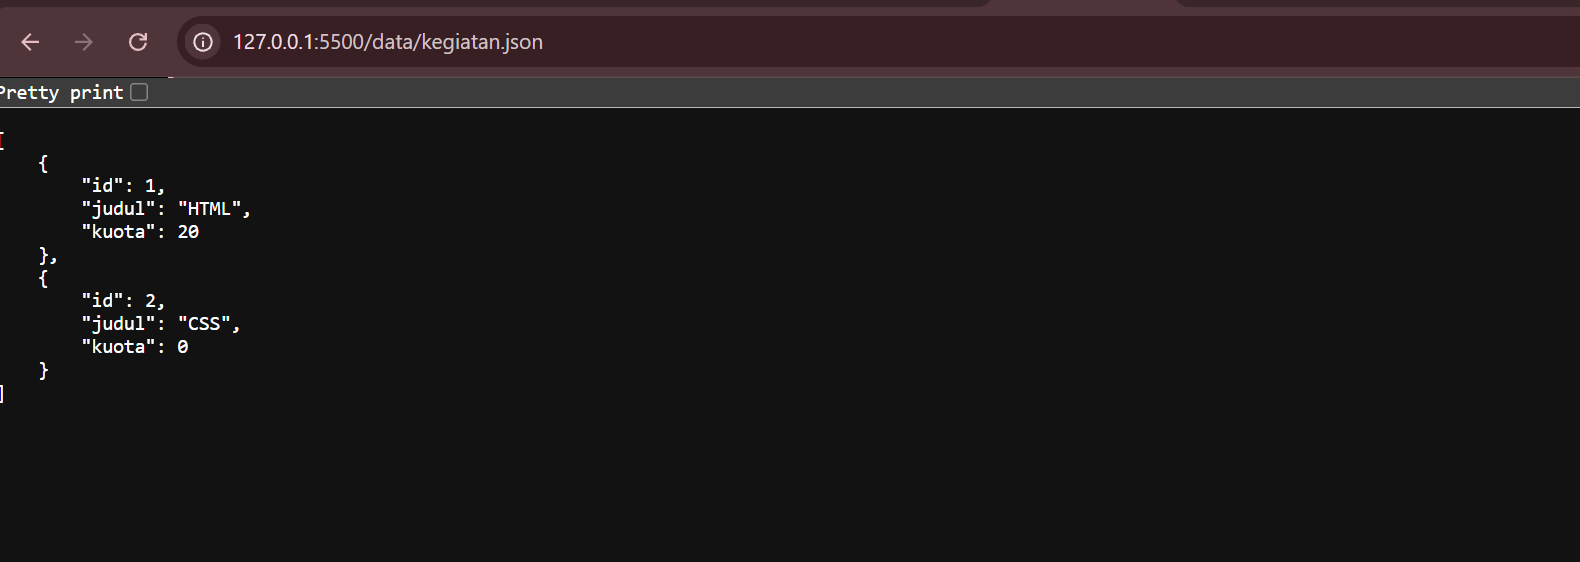 127.0.0.1:5500/data/kegiatan.json
Pretty print
[
    {
        "id": 1,
        "judul": "HTML",
        "kuota": 20
    },
    {
        "id": 2,
        "judul": "CSS",
        "kuota": 0
    }
]